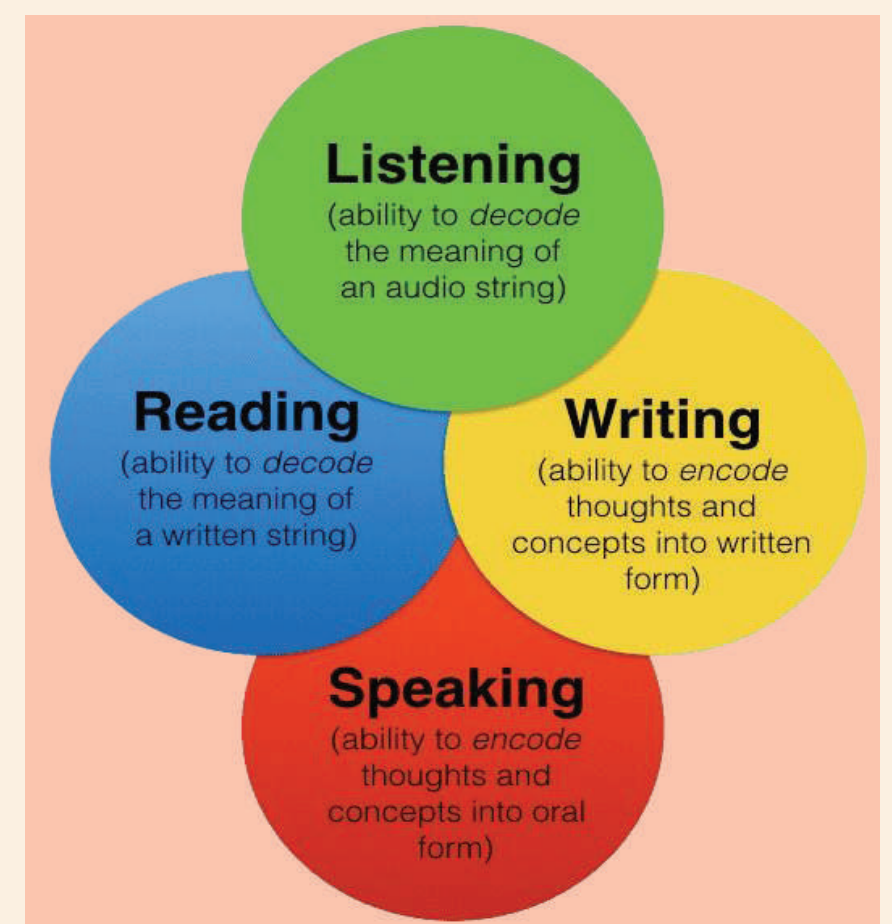 Listening
(ability to decode
the meaning of
an audio string)
Reading
(ability to decode
the meaning of
a written string)
Writing
(ability to encode
thoughts and
concepts into written
form)
Speaking
(ability to encode
thoughts and
concepts into oral
form)